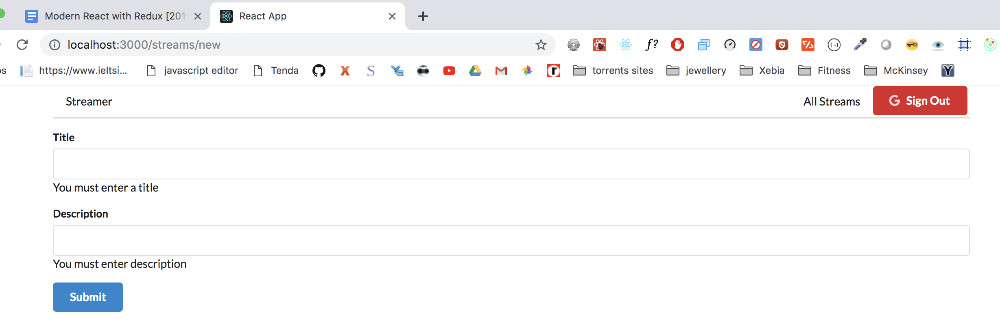 Modern React with Redux [201
React App
localhost:3000/streams/new
f?
{...}
https://www.ieltsi...
javascript editor
Tenda
torrents sites
jewellery
Xebia
Fitness
McKinsey
Streamer
All Streams
G Sign Out
Title
You must enter a title
Description
You must enter description
Submit